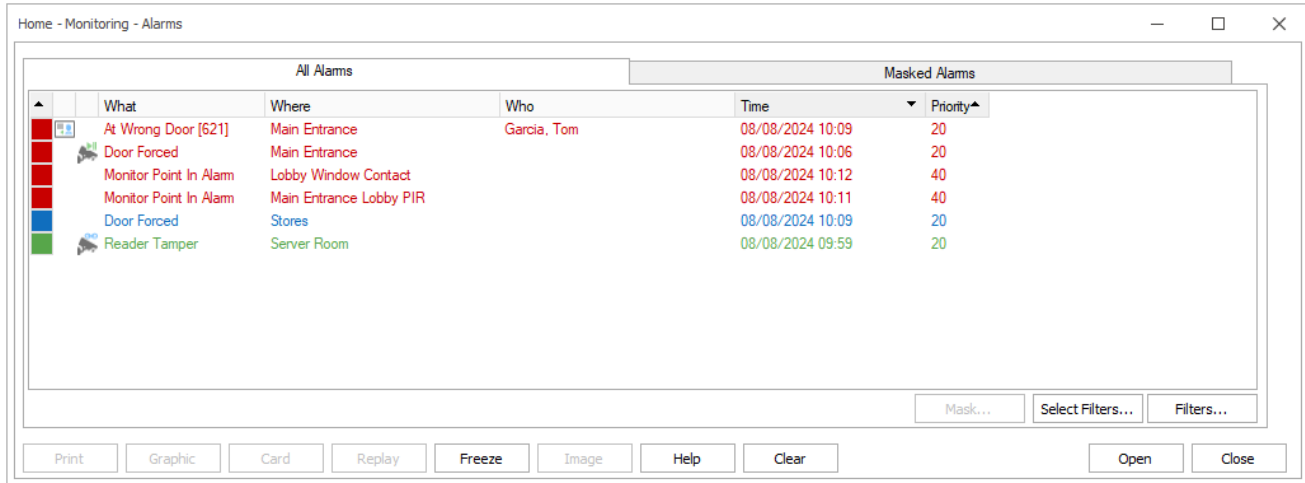 Home - Monitoring - Alarms
All Alarms Masked Alarms
What Where Who Time Priority
At Wrong Door [621] Main Entrance Garcia, Tom 08/08/2024 10:09 20
Door Forced Main Entrance 08/08/2024 10:06 20
Monitor Point In Alarm Lobby Window Contact 08/08/2024 10:12 40
Monitor Point In Alarm Main Entrance Lobby PIR 08/08/2024 10:11 40
Door Forced Stores 08/08/2024 10:09 20
Reader Tamper Server Room 08/08/2024 09:59 20
Mask... Select Filters... Filters...
Print Graphic Card Replay Freeze Image Help Clear Open Close